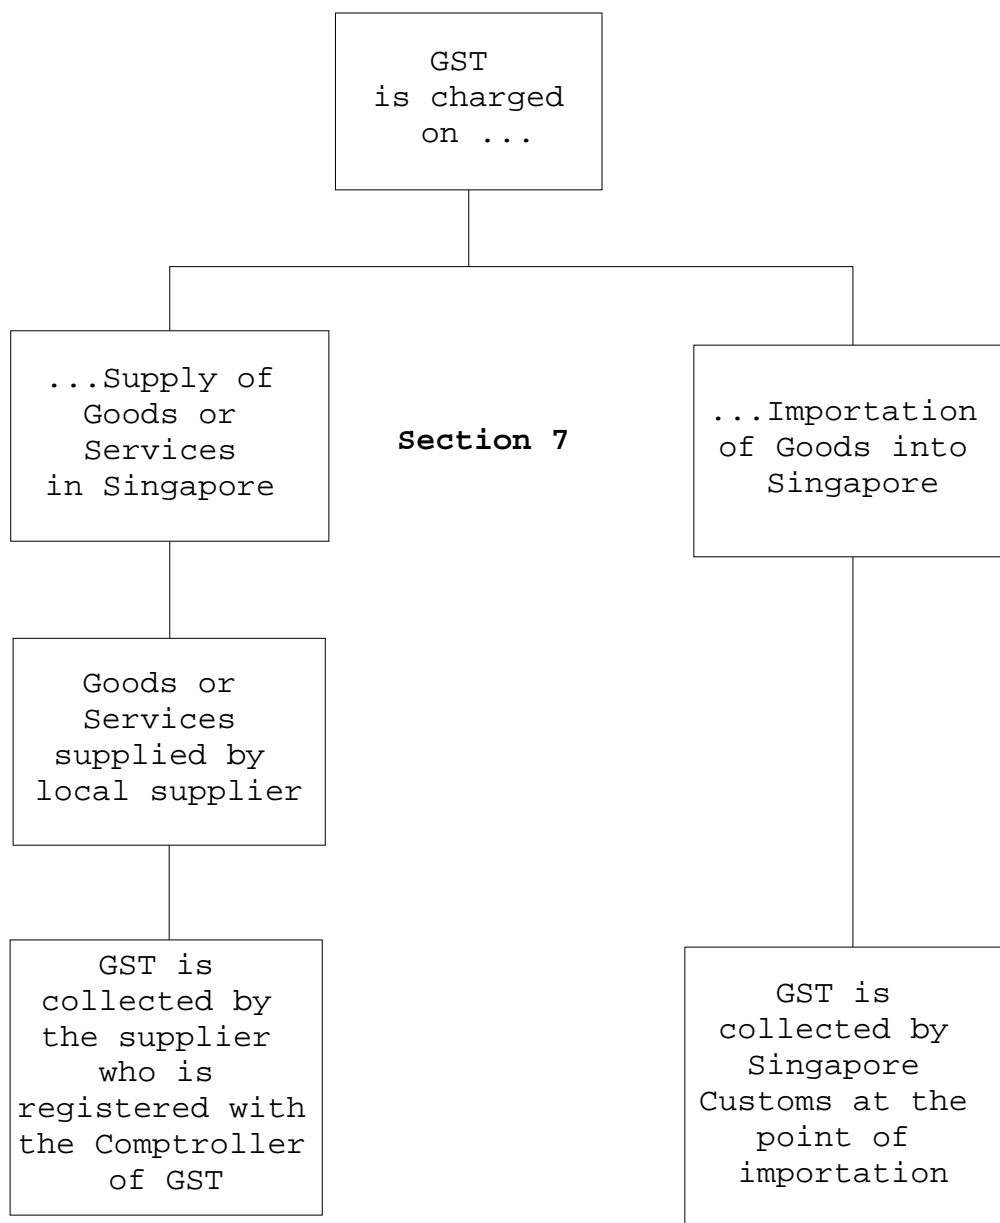 GST
is charged
on ...
...Supply of
Goods or
Services
in Singapore
Section 7
...Importation
of Goods into
Singapore
Goods or
Services
supplied by
local supplier
GST is
collected by
the supplier
who is
registered with
the Comptroller
of GST
GST is
collected by
Singapore
Customs at the
point of
importation